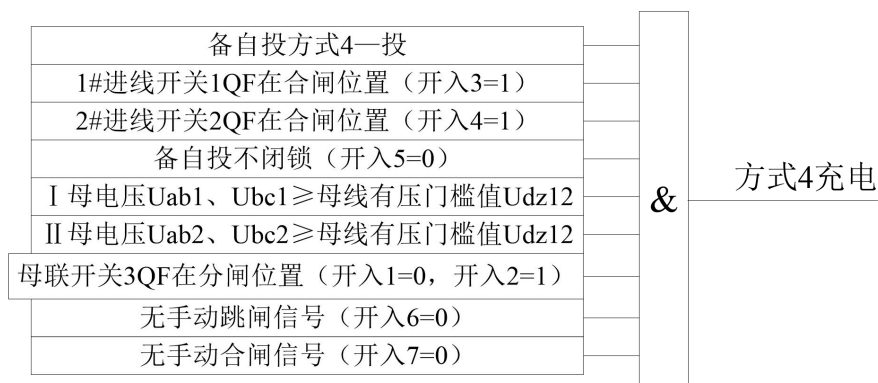 备自投方式4—投
1#进线开关1QF在合闸位置（开入3=1）
2#进线开关2QF在合闸位置（开入4=1）
备自投不闭锁（开入5=0）
Ⅰ母电压Uab1、Ubc1≥母线有压门槛值Udz12
Ⅱ母电压Uab2、Ubc2≥母线有压门槛值Udz12
母联开关3QF在分闸位置（开入1=0，开入2=1）
无手动跳闸信号（开入6=0）
无手动合闸信号（开入7=0）
&
方式4充电